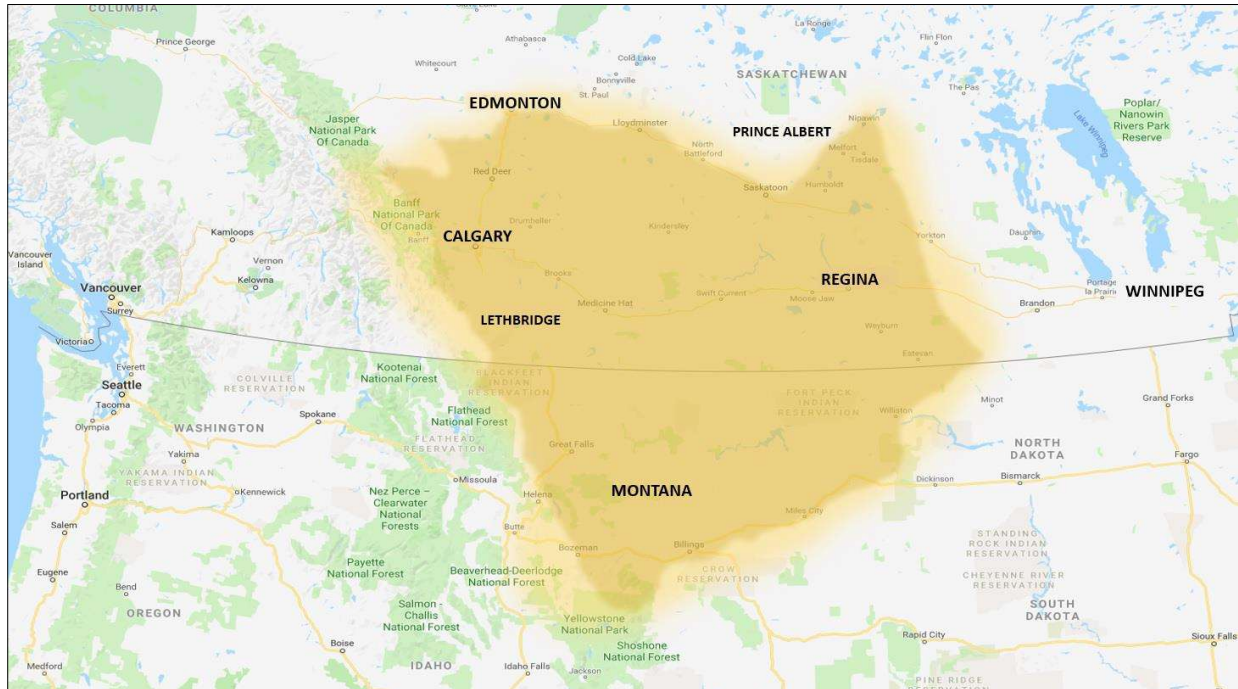 COLUMBIA
Slave Lake
La Ronge
Prince George
Athabasca
Flin Flon
Whitecourt
Cold Lake
Bonnyville
St. Paul
SASKATCHEWAN
The Pas
EDMONTON
Poplar/
Nanowin
Rivers Park
Reserve
Lake Winnipeg
Jasper
National Park
Of Canada
Lloydminster
PRINCE ALBERT
Nipawin
North
Battleford
Melfort
Tisdale
Red Deer
Saskatoon
Humboldt
Banff
National Park
Of Canada
Banff
Drumheller
Kindersley
Kamloops
CALGARY
Yorkton
Dauphin
Vancouver
Island
Vernon
Kelowna
Brooks
REGINA
Vancouver
Surrey
Medicine Hat
Swift Current
Moose Jaw
Brandon
Portage
la Prairie
WINNIPEG
LETHBRIDGE
Weyburn
Victoria
Estevan
Everett
Kootenai
National Forest
BLACKFEET
INDIAN
RESERVATION
COLVILLE
RESERVATION
Seattle
FORT PECK
INDIAN
RESERVATION
Minot
Grand Forks
Tacoma
Olympia
WASHINGTON
Spokane
Flathead
National Forest
Williston
FLATHEAD
RESERVATION
Great Falls
NORTH
DAKOTA
Yakima
YAKAMA INDIAN
RESERVATION
Fargo
Missoula
Dickinson
Bismarck
Kennewick
Nez Perce –
Clearwater
National
Forests
MONTANA
Portland
Helena
Salem
Miles City
Butte
STANDING
ROCK INDIAN
RESERVATION
Bozeman
Billings
Payette
National Forest
Beaverhead-Deerlodge
National Forest
CROW
RESERVATION
CHEYENNE RIVER
RESERVATION
Eugene
Bend
OREGON
Salmon -
Challis
National Forest
Yellowstone
National Park
SOUTH
DAKOTA
Boise
Shoshone
National Forest
Rapid City
Sioux Falls
Medford
IDAHO
Idaho Falls
Jackson
PINE RIDGE